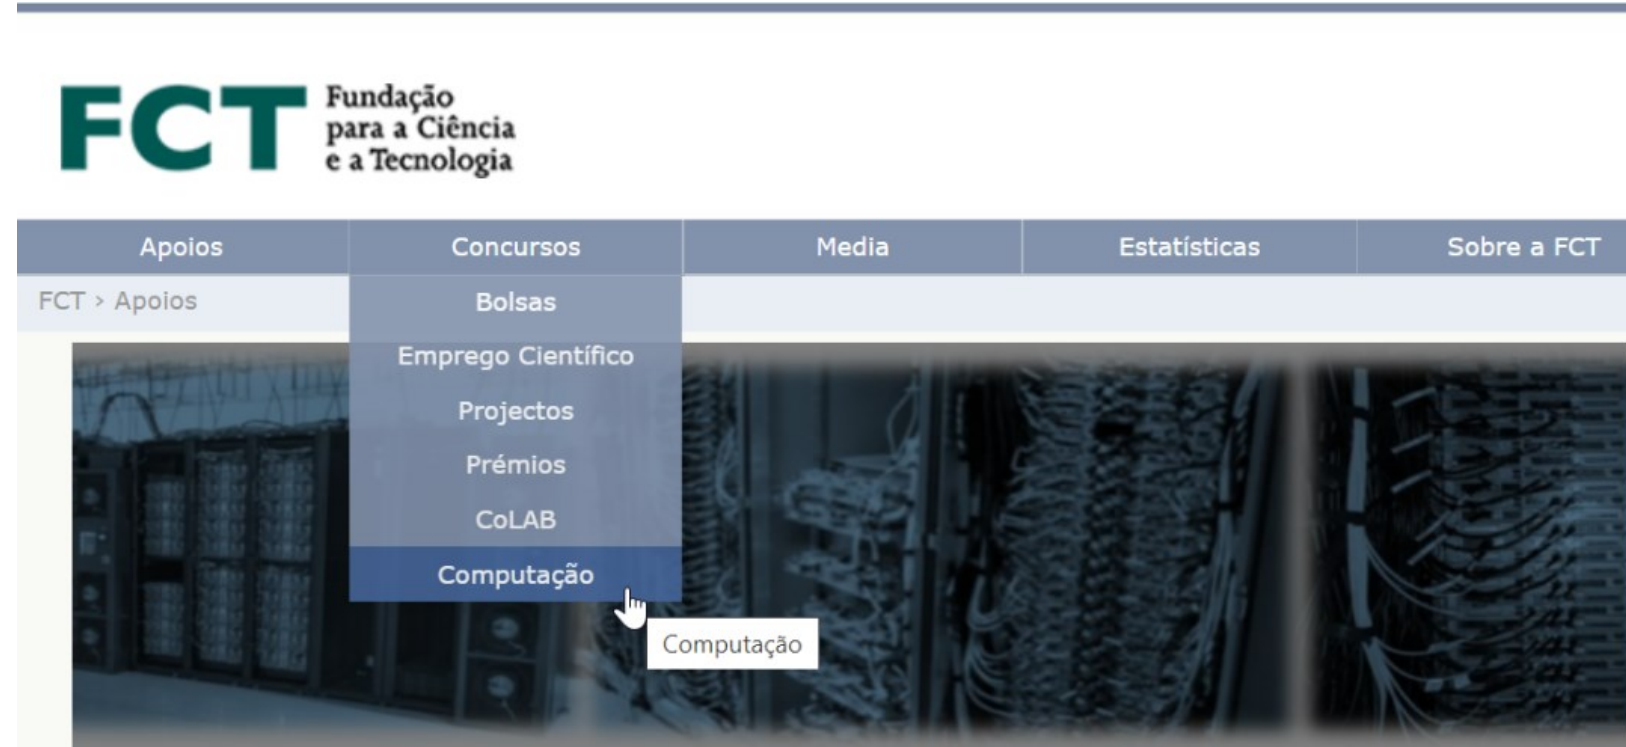 FCT
Fundação
para a Ciência
e a Tecnologia
Apoios
Concursos
Media
Estatísticas
Sobre a FCT
FCT > Apoios
Bolsas
Emprego Científico
Projectos
Prémios
CoLAB
Computação
Computação